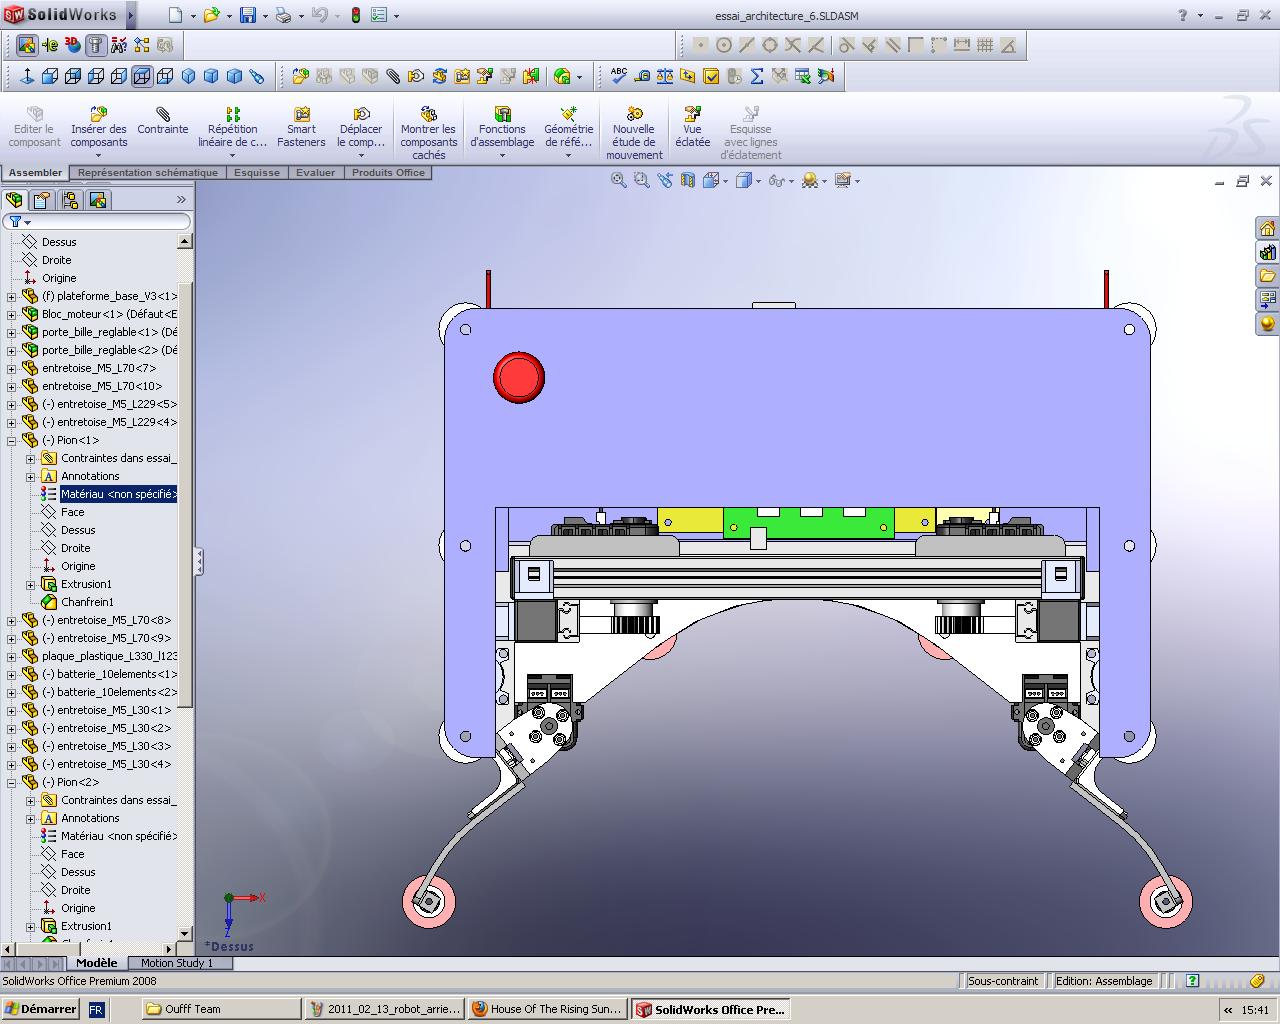 SolidWorks
essai_architecture_6.SLDASM
Editer le composant
Insérer des composants
Contrainte
Répétition linéaire de c...
Smart Fasteners
Déplacer le comp...
Montrer les composants cachés
Fonctions d'assemblage
Géométrie de réfé...
Nouvelle étude de mouvement
Vue éclatée
Esquisse avec lignes d'éclatement
Assembler
Représentation schématique
Esquisse
Evaluer
Produits Office
Dessus
Droite
Origine
(f) plateforme_base_V3<1>
Bloc_moteur<1> (Défaut<E
porte_bille_reglable<1> (Dé
porte_bille_reglable<2> (Dé
entretoise_M5_L70<7>
entretoise_M5_L70<10>
(-) entretoise_M5_L229<5>
(-) entretoise_M5_L229<4>
(-) Pion<1>
Contraintes dans essai_
Annotations
Matériau <non spécifié>
Face
Dessus
Droite
Origine
Extrusion1
Chanfrein1
(-) entretoise_M5_L70<8>
(-) entretoise_M5_L70<9>
plaque_plastique_L330_l123
(-) batterie_10elements<1>
(-) batterie_10elements<2>
(-) entretoise_M5_L30<1>
(-) entretoise_M5_L30<2>
(-) entretoise_M5_L30<3>
(-) entretoise_M5_L30<4>
(-) Pion<2>
Contraintes dans essai_
Annotations
Matériau <non spécifié>
Face
Dessus
Droite
Origine
Extrusion1
X
Z
*Dessus
Modèle
Motion Study 1
SolidWorks Office Premium 2008
Sous-contraint
Edition: Assemblage
Démarrer
FR
Oufff Team
2011_02_13_robot_arrie...
House Of The Rising Sun...
SolidWorks Office Pre...
15:41